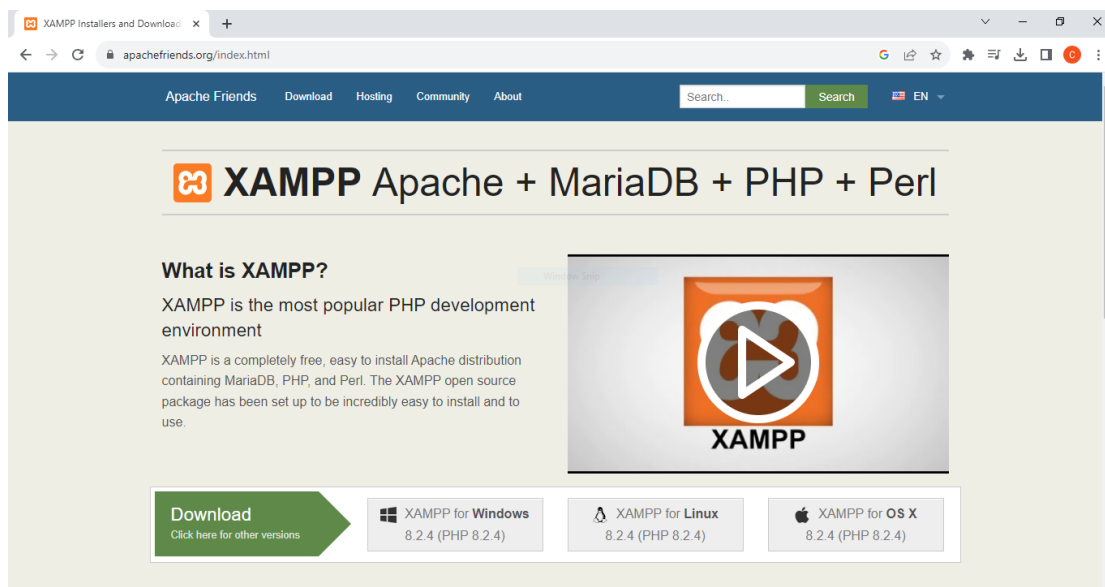 XAMPP Installers and Download
apachefriends.org/index.html
Apache Friends Download Hosting Community About Search.. Search EN
XAMPP Apache + MariaDB + PHP + Perl
What is XAMPP?
XAMPP is the most popular PHP development
environment
XAMPP is a completely free, easy to install Apache distribution
containing MariaDB, PHP, and Perl. The XAMPP open source
package has been set up to be incredibly easy to install and to
use.
Window Snip
XAMPP
Download
Click here for other versions
XAMPP for Windows
8.2.4 (PHP 8.2.4)
XAMPP for Linux
8.2.4 (PHP 8.2.4)
XAMPP for OS X
8.2.4 (PHP 8.2.4)